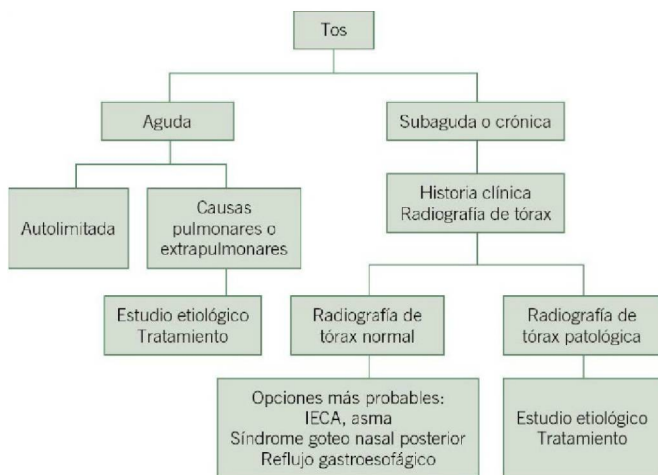 Tos
Aguda
Subaguda o crónica
Autolimitada
Causas
pulmonares o
extrapulmonares
Historia clínica
Radiografía de tórax
Estudio etiológico
Tratamiento
Radiografía de
tórax normal
Radiografía de
tórax patológica
Opciones más probables:
IECA, asma
Síndrome goteo nasal posterior
Reflujo gastroesofágico
Estudio etiológico
Tratamiento